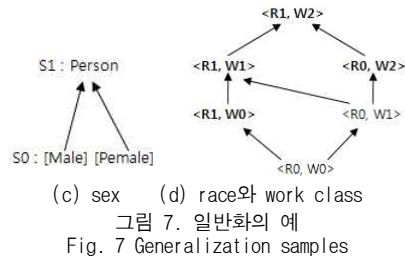 <R1, W2>
S1 : Person
<R1, W1> <R0, W2>
<R1, W0> <R0, W1>
S0 : [Male] [Pemale]
<R0, W0>
(c) sex (d) race와 work class
그림 7. 일반화의 예
Fig. 7 Generalization samples